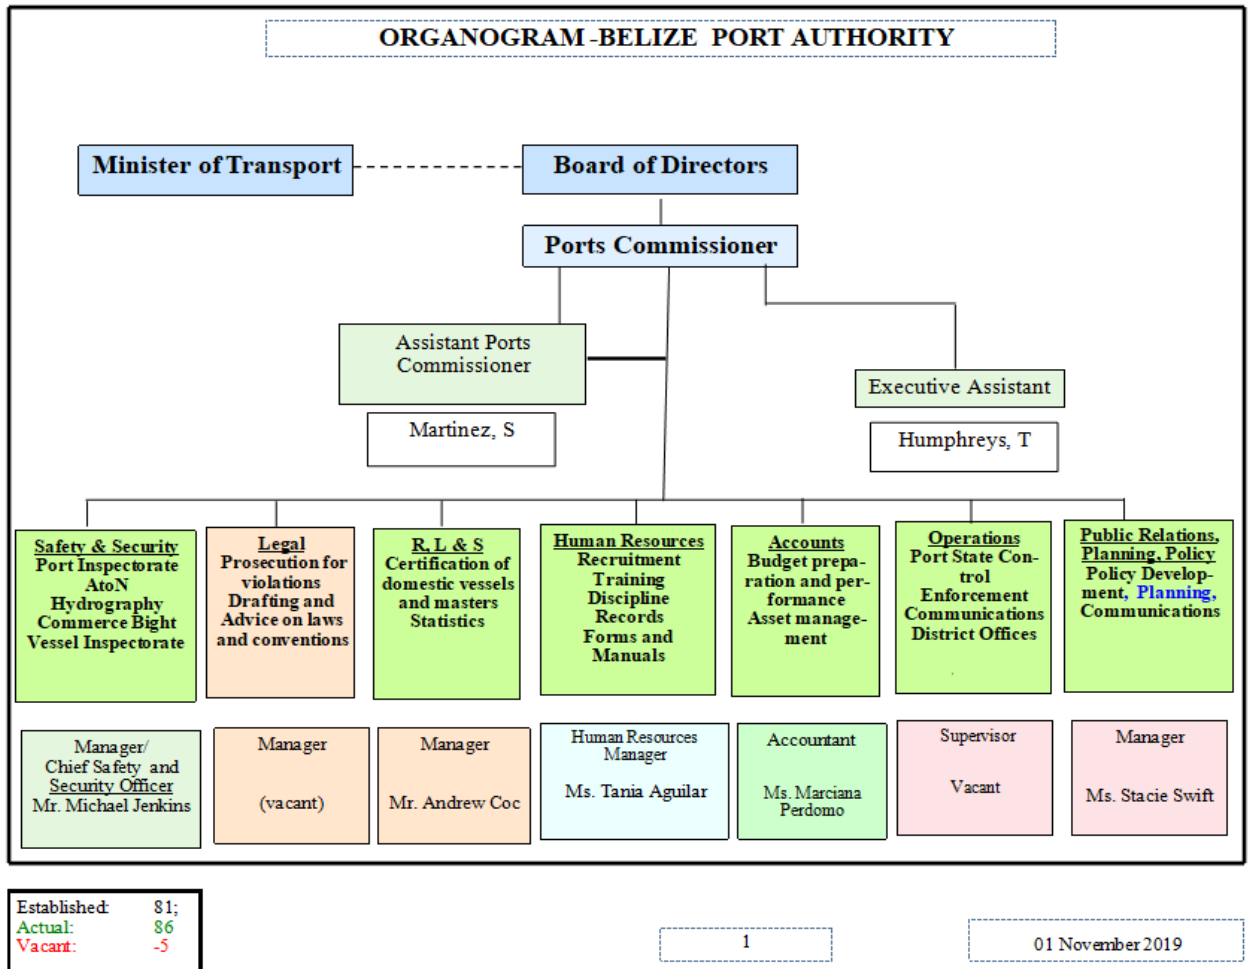 ORGANOGRAM -BELIZE PORT AUTHORITY
Minister of Transport
Board of Directors
Ports Commissioner
Assistant Ports
Commissioner
Martinez, S
Executive Assistant
Humphreys, T
Safety & Security
Port Inspectorate
AtoN
Hydrography
Commerce Bight
Vessel Inspectorate
Legal
Prosecution for
violations
Drafting and
Advice on laws
and conventions
R, L & S
Certification of
domestic vessels
and masters
Statistics
Human Resources
Recruitment
Training
Discipline
Records
Forms and
Manuals
Accounts
Budget prepa-
ration and per-
formance
Asset manage-
ment
Operations
Port State Con-
trol
Enforcement
Communications
District Offices
Public Relations,
Planning, Policy
Policy Develop-
ment, Planning,
Communications
Manager/
Chief Safety and
Security Officer
Mr. Michael Jenkins
Manager
(vacant)
Manager
Mr. Andrew Coc
Human Resources
Manager
Ms. Tania Aguilar
Accountant
Ms. Marciana
Perdomo
Supervisor
Vacant
Manager
Ms. Stacie Swift
Established: 81;
Actual: 86
Vacant: -5
1
01 November 2019